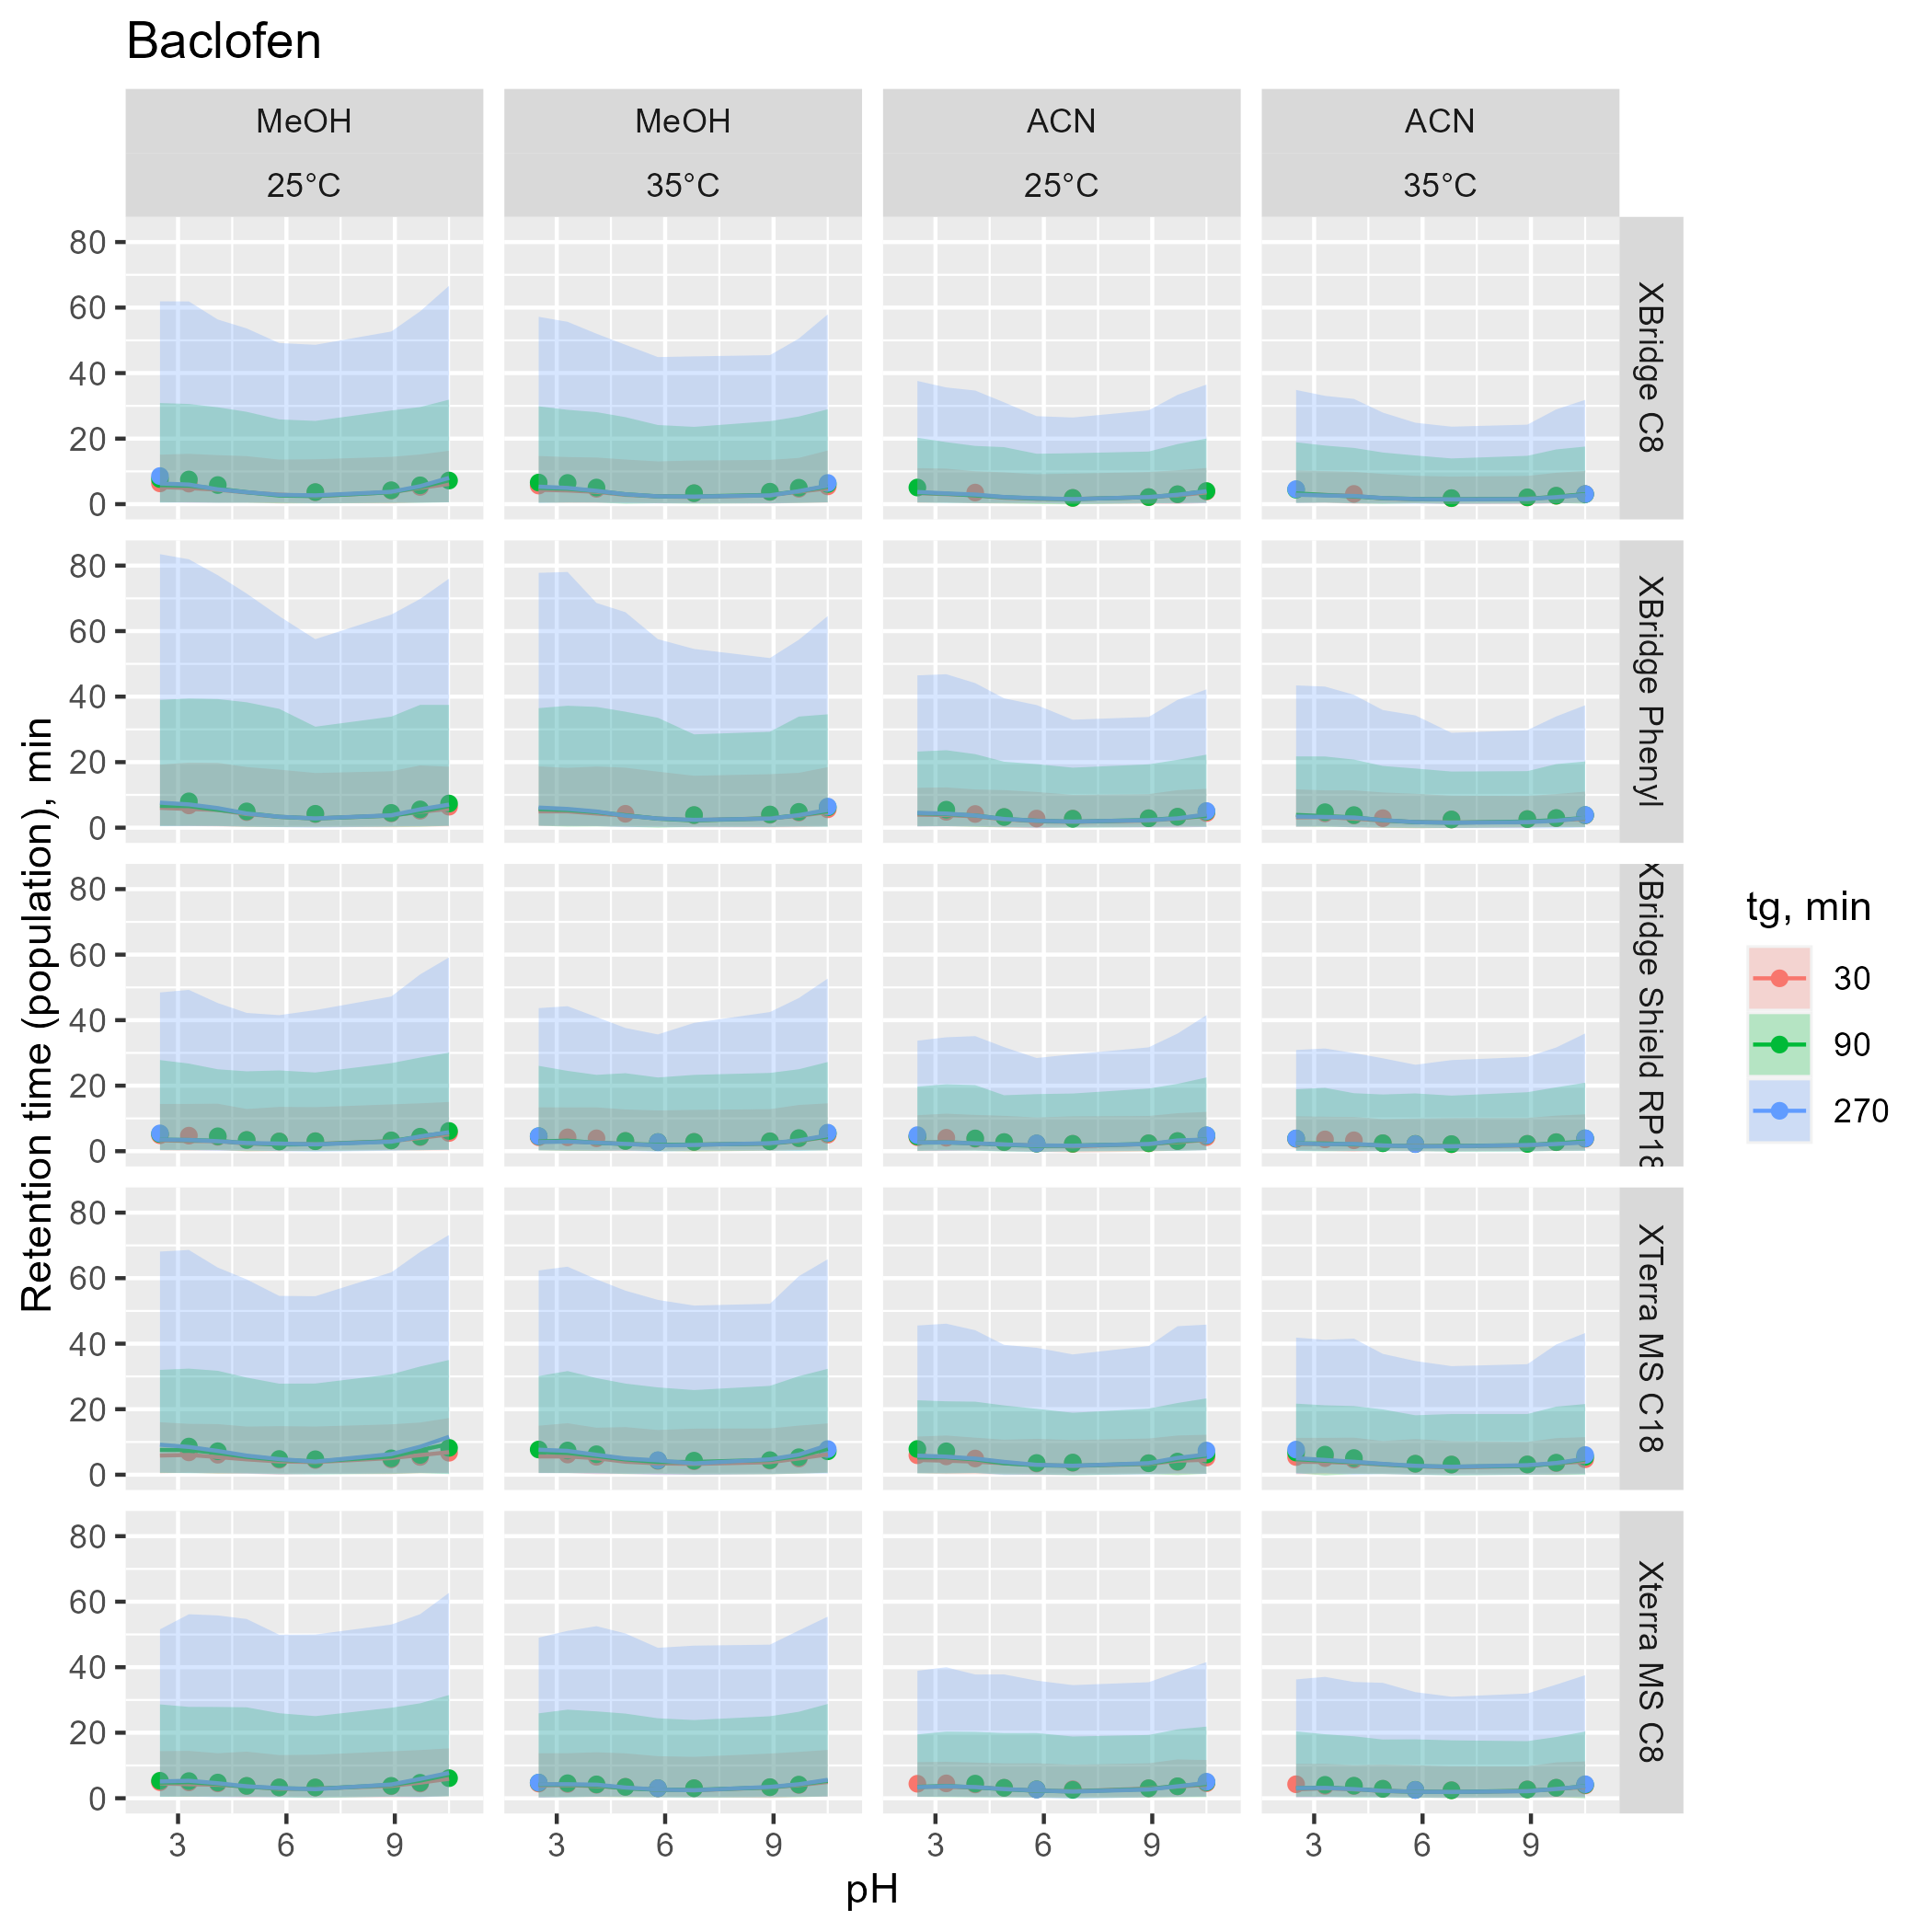 Baclofen
MeOH
MeOH
ACN
ACN
25°C
35°C
25°C
35°C
80
60
40
20
0
XBridge C8
80
60
40
20
0
XBridge Phenyl
80
60
40
20
0
XBridge Shield RP18
80
60
40
20
0
XTerra MS C18
80
60
40
20
0
Xterra MS C8
3
6
9
3
6
9
3
6
9
3
6
9
pH
Retention time (population), min
tg, min
30
90
270